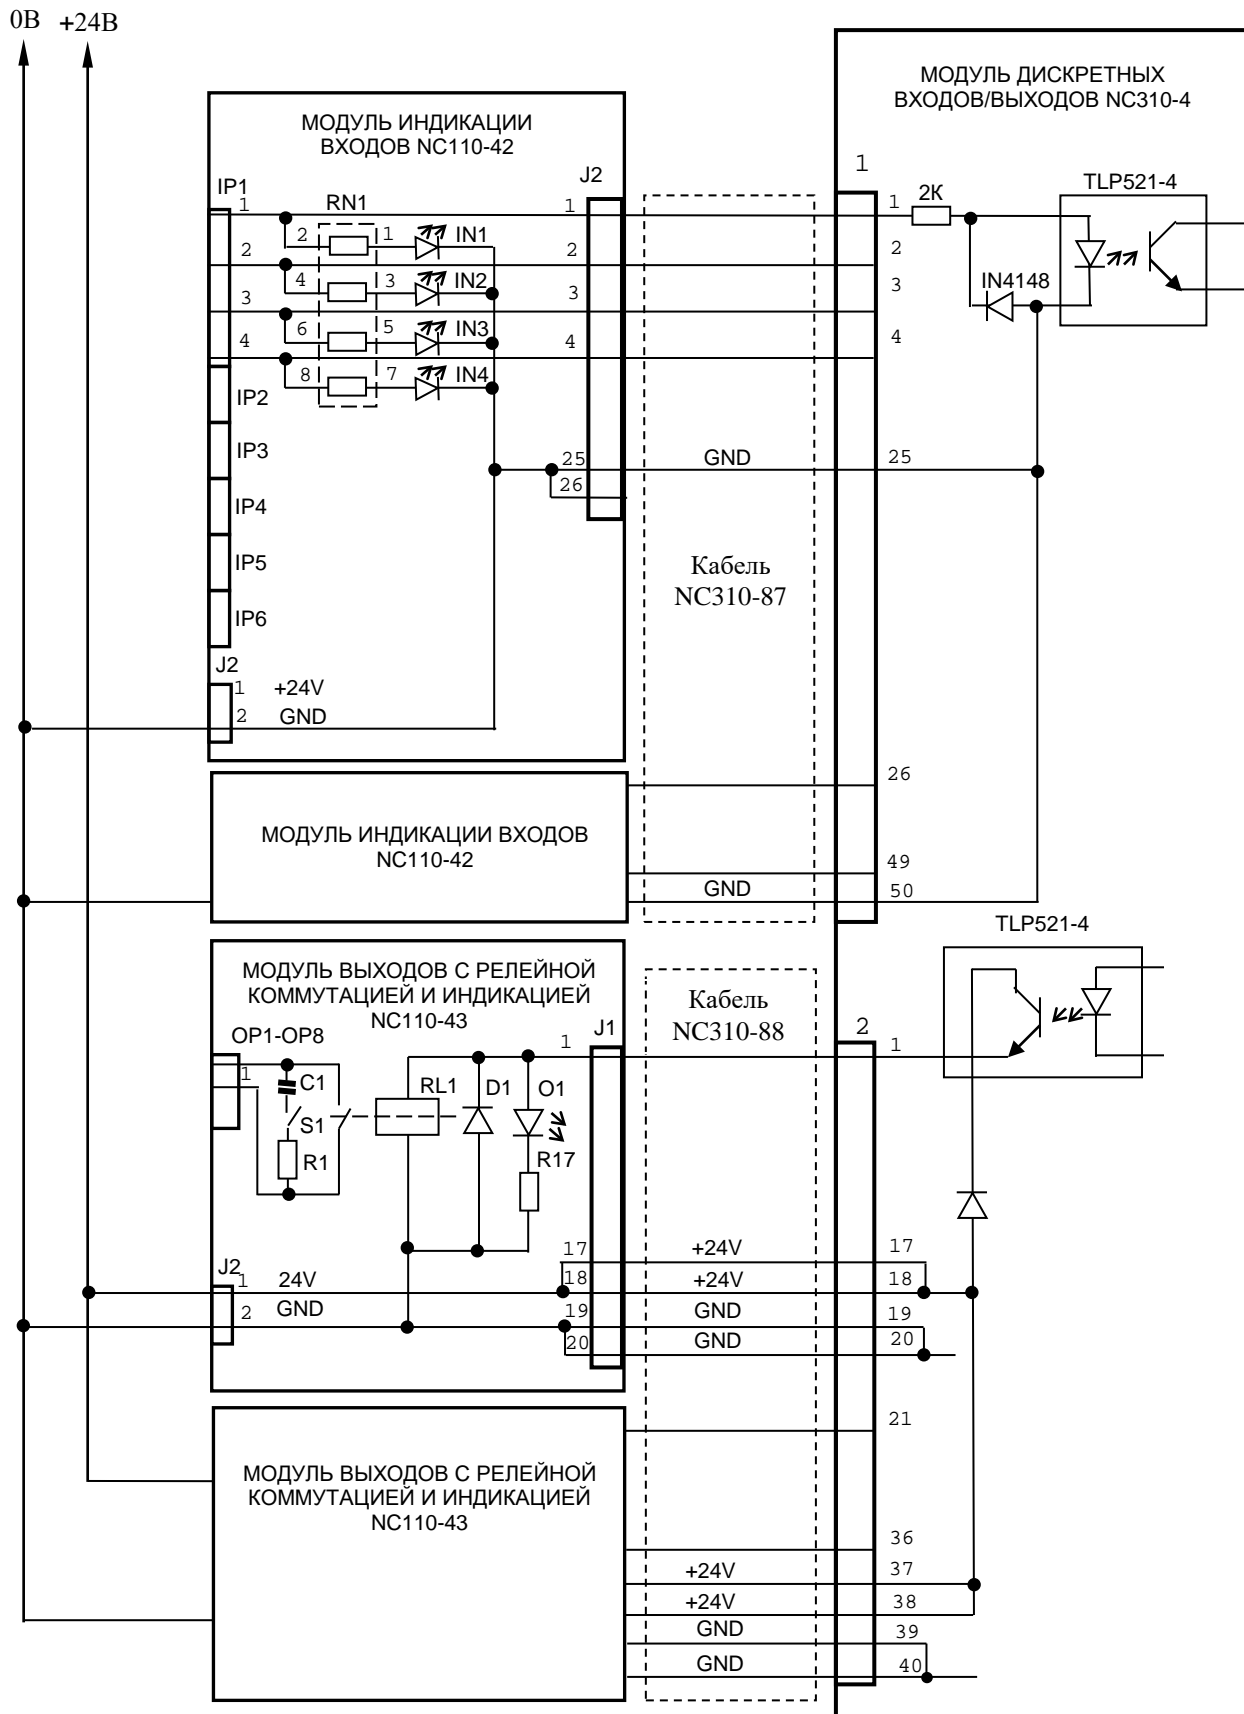 0В +24В
МОДУЛЬ ДИСКРЕТНЫХ
ВХОДОВ/ВЫХОДОВ NC310-4
МОДУЛЬ ИНДИКАЦИИ
ВХОДОВ NC110-42
1
J2
TLP521-4
IP1
1
RN1
1
1
2К
2
1
IN1
2
2
2
4
3
IN2
IN4148
3
3
3
6
5
IN3
4
4
4
8
7
IN4
IP2
IP3
25
GND
25
26
IP4
IP5
Кабель
NC310-87
IP6
J2
1
+24V
2
GND
26
МОДУЛЬ ИНДИКАЦИИ ВХОДОВ
NC110-42
49
GND
50
TLP521-4
МОДУЛЬ ВЫХОДОВ С РЕЛЕЙНОЙ
КОММУТАЦИЕЙ И ИНДИКАЦИЕЙ
NC110-43
Кабель
NC310-88
OP1-OP8
J1
2
1
1
1
C1
RL1
D1
O1
S1
R1
R17
17
+24V
17
J2
1
24V
18
+24V
18
2
GND
19
GND
19
20
GND
20
21
МОДУЛЬ ВЫХОДОВ С РЕЛЕЙНОЙ
КОММУТАЦИЕЙ И ИНДИКАЦИЕЙ
NC110-43
36
+24V
37
+24V
38
GND
39
GND
40